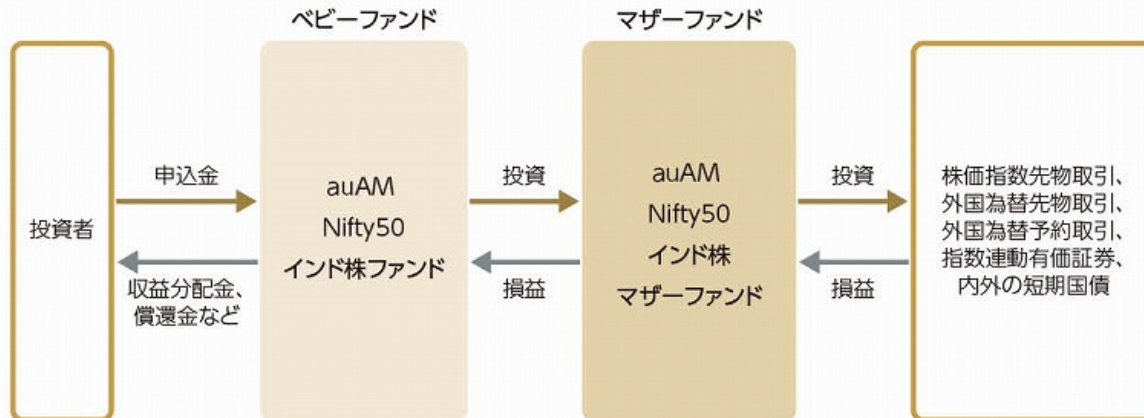 ベビーファンド
マザーファンド
投資者
申込金
収益分配金、
償還金など
auAM
Nifty50
インド株ファンド
投資
損益
auAM
Nifty50
インド株
マザーファンド
投資
損益
株価指数先物取引、
外国為替先物取引、
外国為替予約取引、
指数連動有価証券、
内外の短期国債